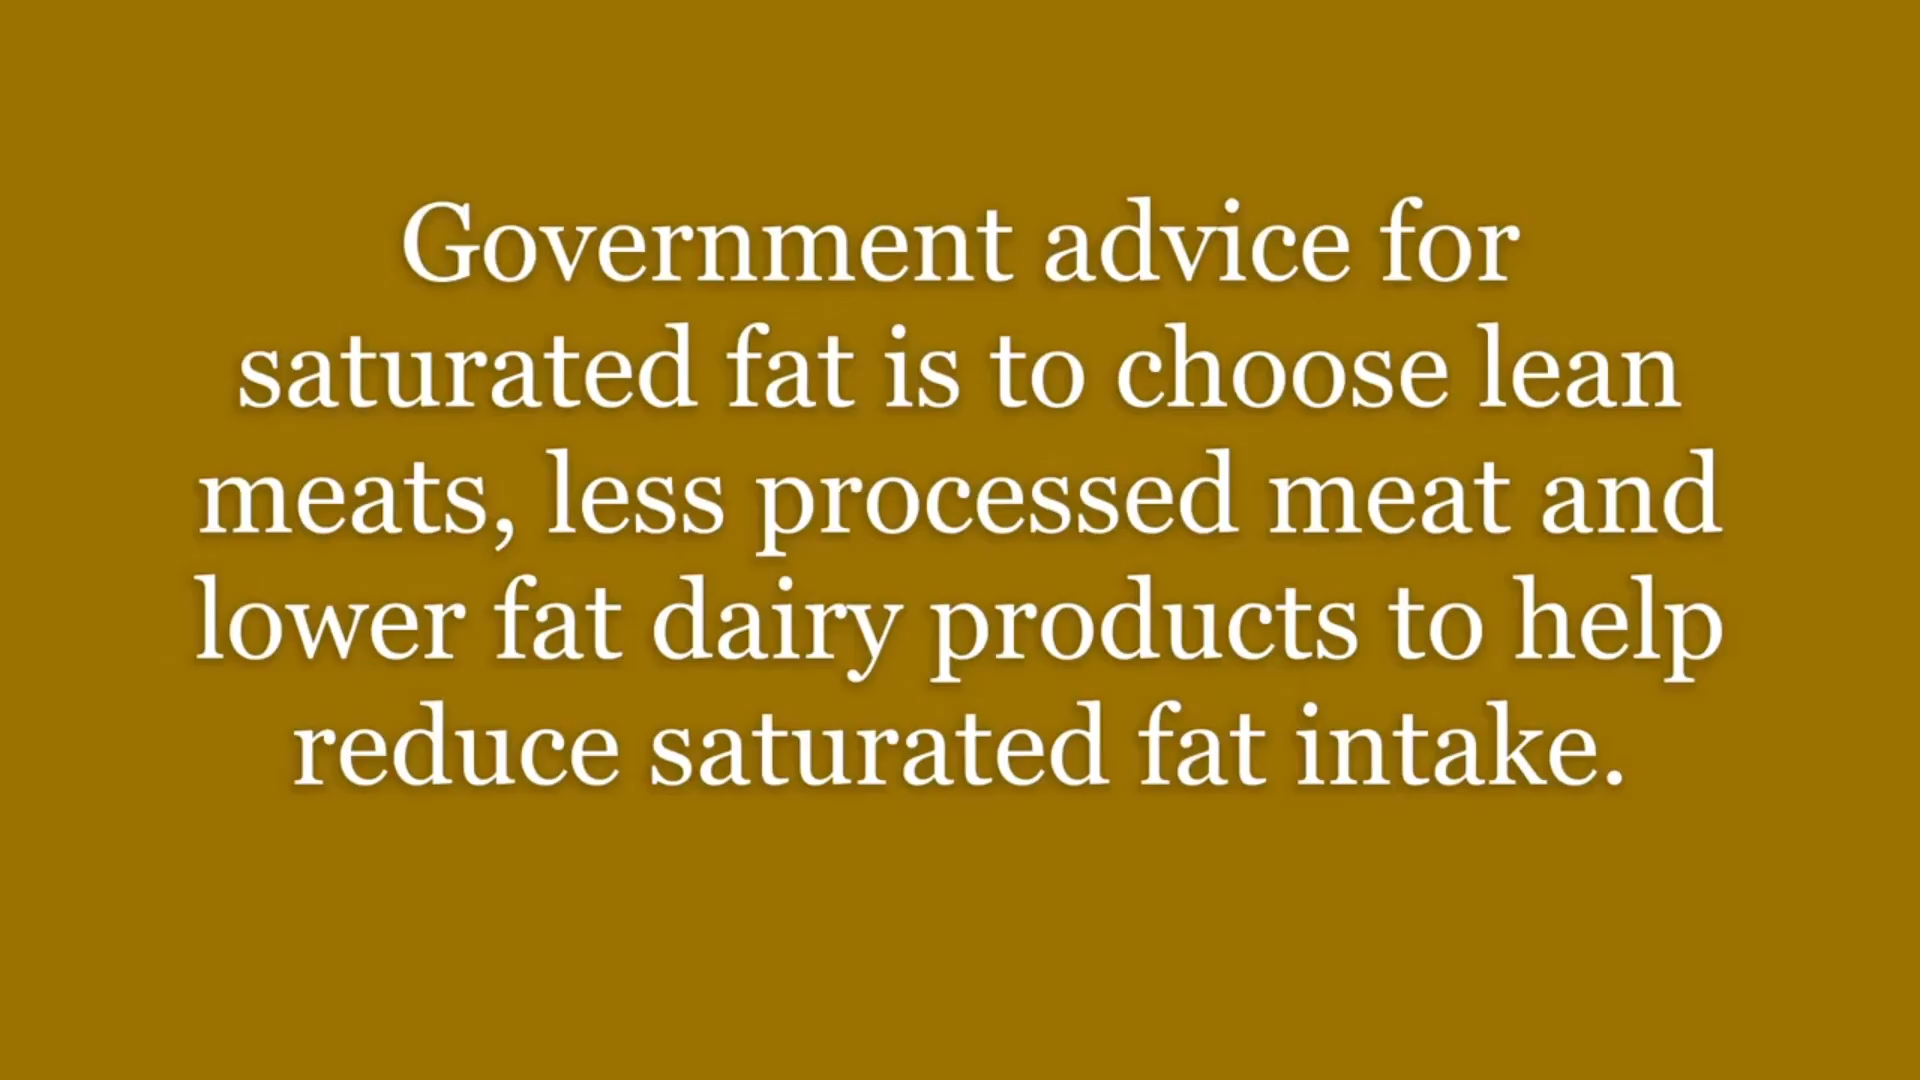 Government advice for
saturated fat is to choose lean
meats, less processed meat and
lower fat dairy products to help
reduce saturated fat intake.